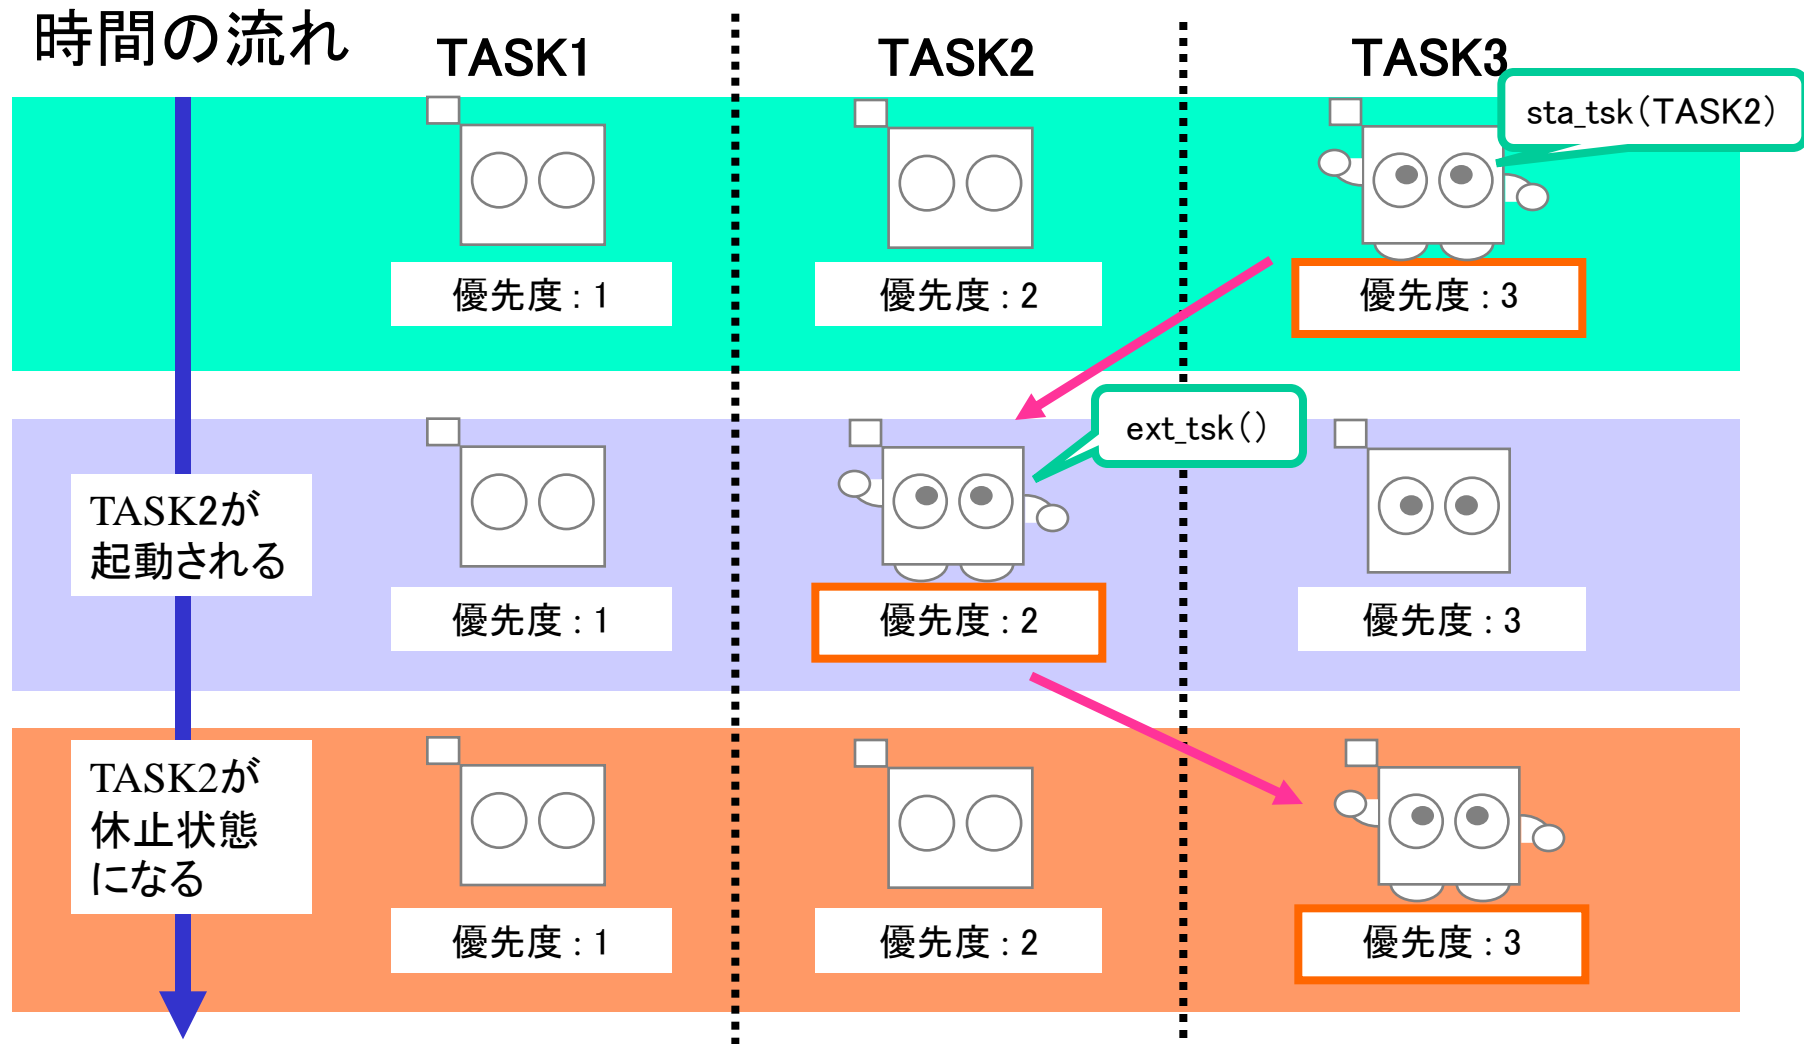 時間の流れ
TASK1
TASK2
TASK3
sta_tsk(TASK2)
優先度：1
優先度：2
優先度：3
ext_tsk()
TASK2が
起動される
優先度：1
優先度：2
優先度：3
TASK2が
休止状態
になる
優先度：1
優先度：2
優先度：3